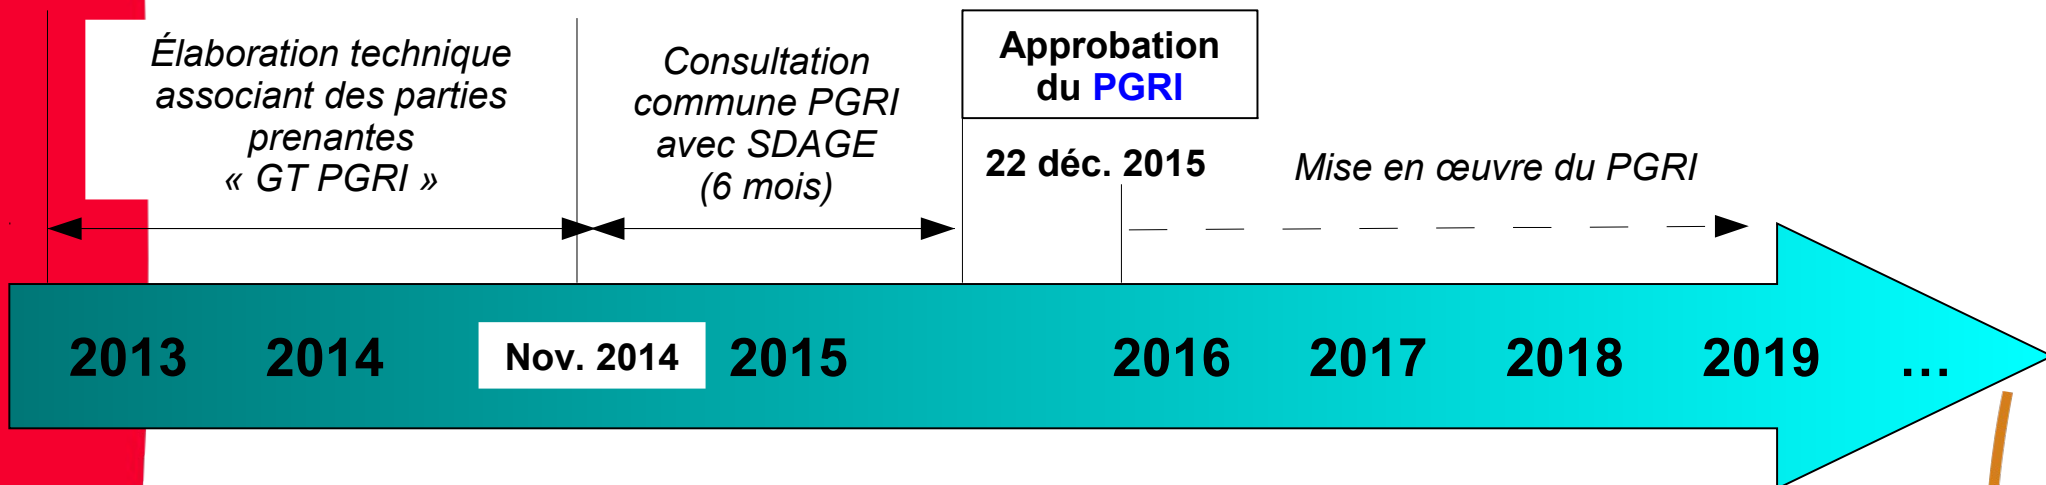 Élaboration technique
associant des parties
prenantes
« GT PGRI »
Consultation
commune PGRI
avec SDAGE
(6 mois)
Approbation
du PGRI
22 déc. 2015
Mise en œuvre du PGRI
2013 2014 Nov. 2014 2015 2016 2017 2018 2019 …